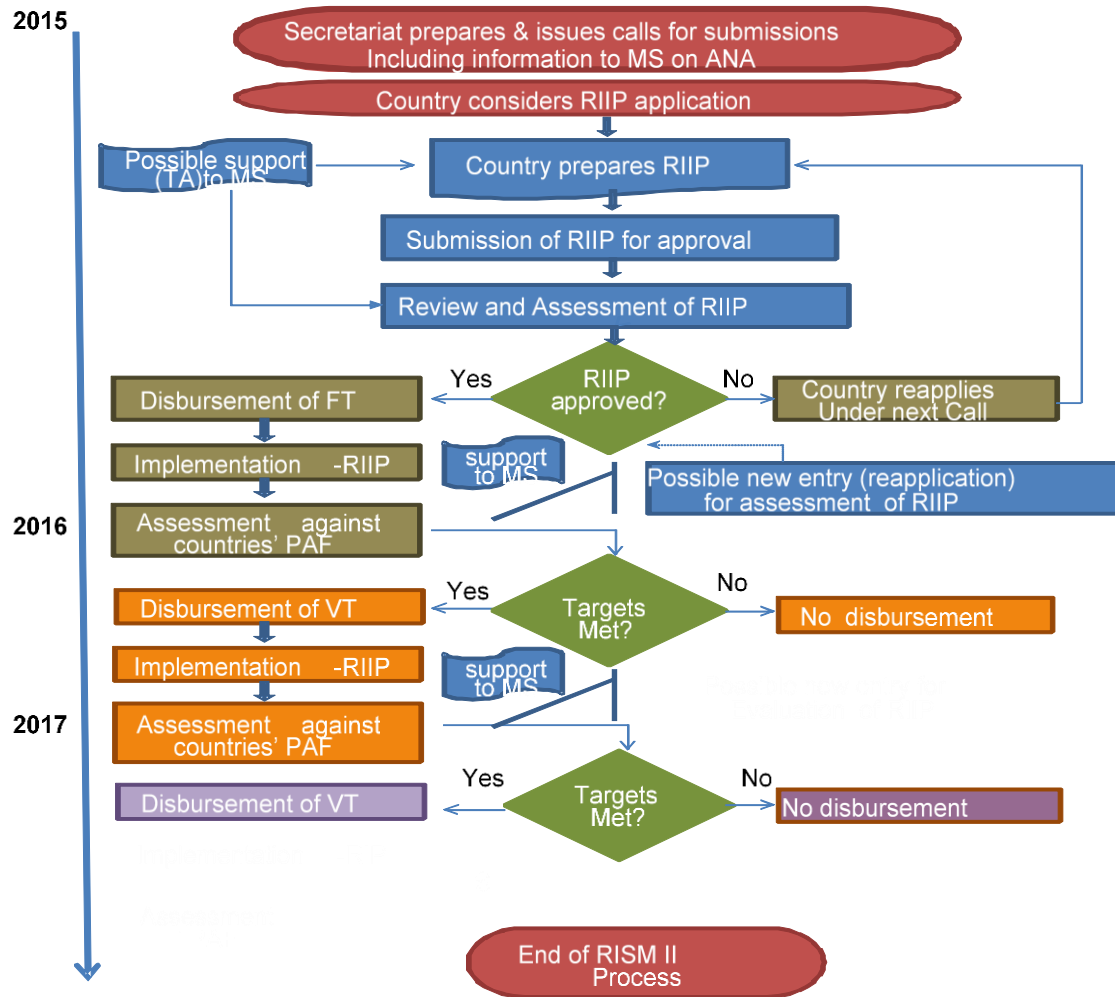 2015
Secretariat prepares & issues calls for submissions
Including information to MS on ANA
Country considers RIIP application
Possible support
(TA)to MS
Country prepares RIIP
Submission of RIIP for approval
Review and Assessment of RIIP
Yes
RIIP
approved?
No
Disbursement of FT
Country reapplies
Under next Call
Implementation -RIIP
support
to MS
Possible new entry (reapplication)
for assessment of RIIP
2016
Assessment against
countries' PAF
Yes
Targets
Met?
No
Disbursement of VT
No disbursement
Implementation -RIIP
support
to MS
2017
Assessment against
countries' PAF
Yes
Targets
Met?
No
Disbursement of VT
No disbursement
End of RISM II
Process